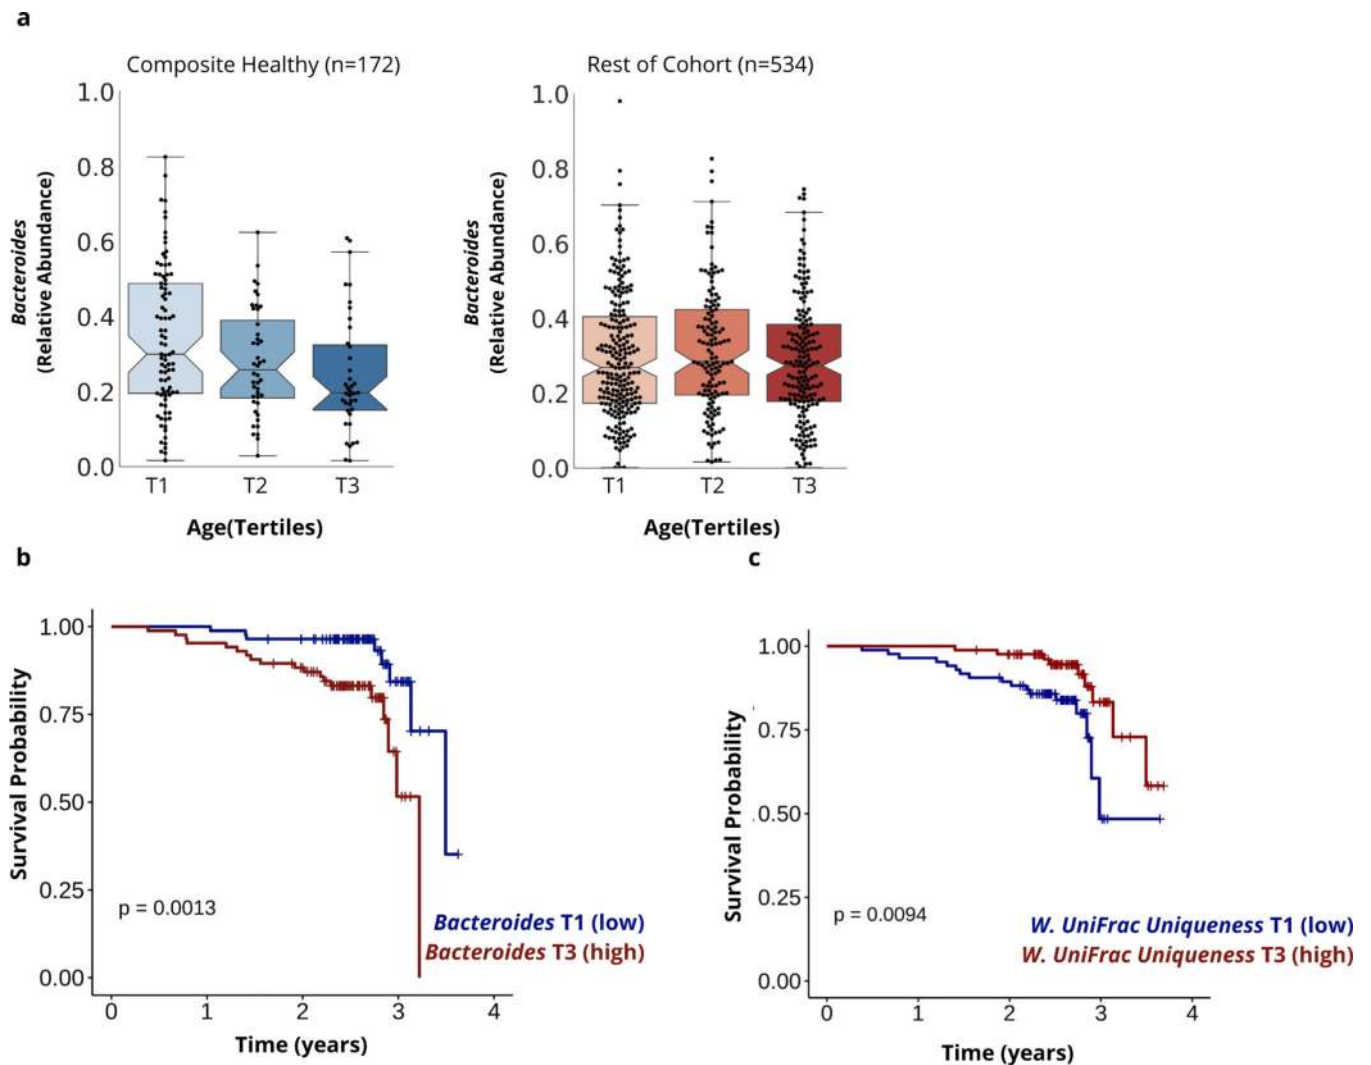 a
Composite Healthy (n=172)
Bacteroides
(Relative Abundance)
1.0
0.8
0.6
0.4
0.2
0.0
T1
T2
T3
Age(Tertiles)
Rest of Cohort (n=534)
Bacteroides
(Relative Abundance)
1.0
0.8
0.6
0.4
0.2
0.0
T1
T2
T3
Age(Tertiles)
b
Survival Probability
1.00
0.75
0.50
0.25
0.00
p = 0.0013
Bacteroides T1 (low)
Bacteroides T3 (high)
0
1
2
3
4
Time (years)
c
Survival Probability
1.00
0.75
0.50
0.25
0.00
p = 0.0094
W. UniFrac Uniqueness T1 (low)
W. UniFrac Uniqueness T3 (high)
0
1
2
3
4
Time (years)